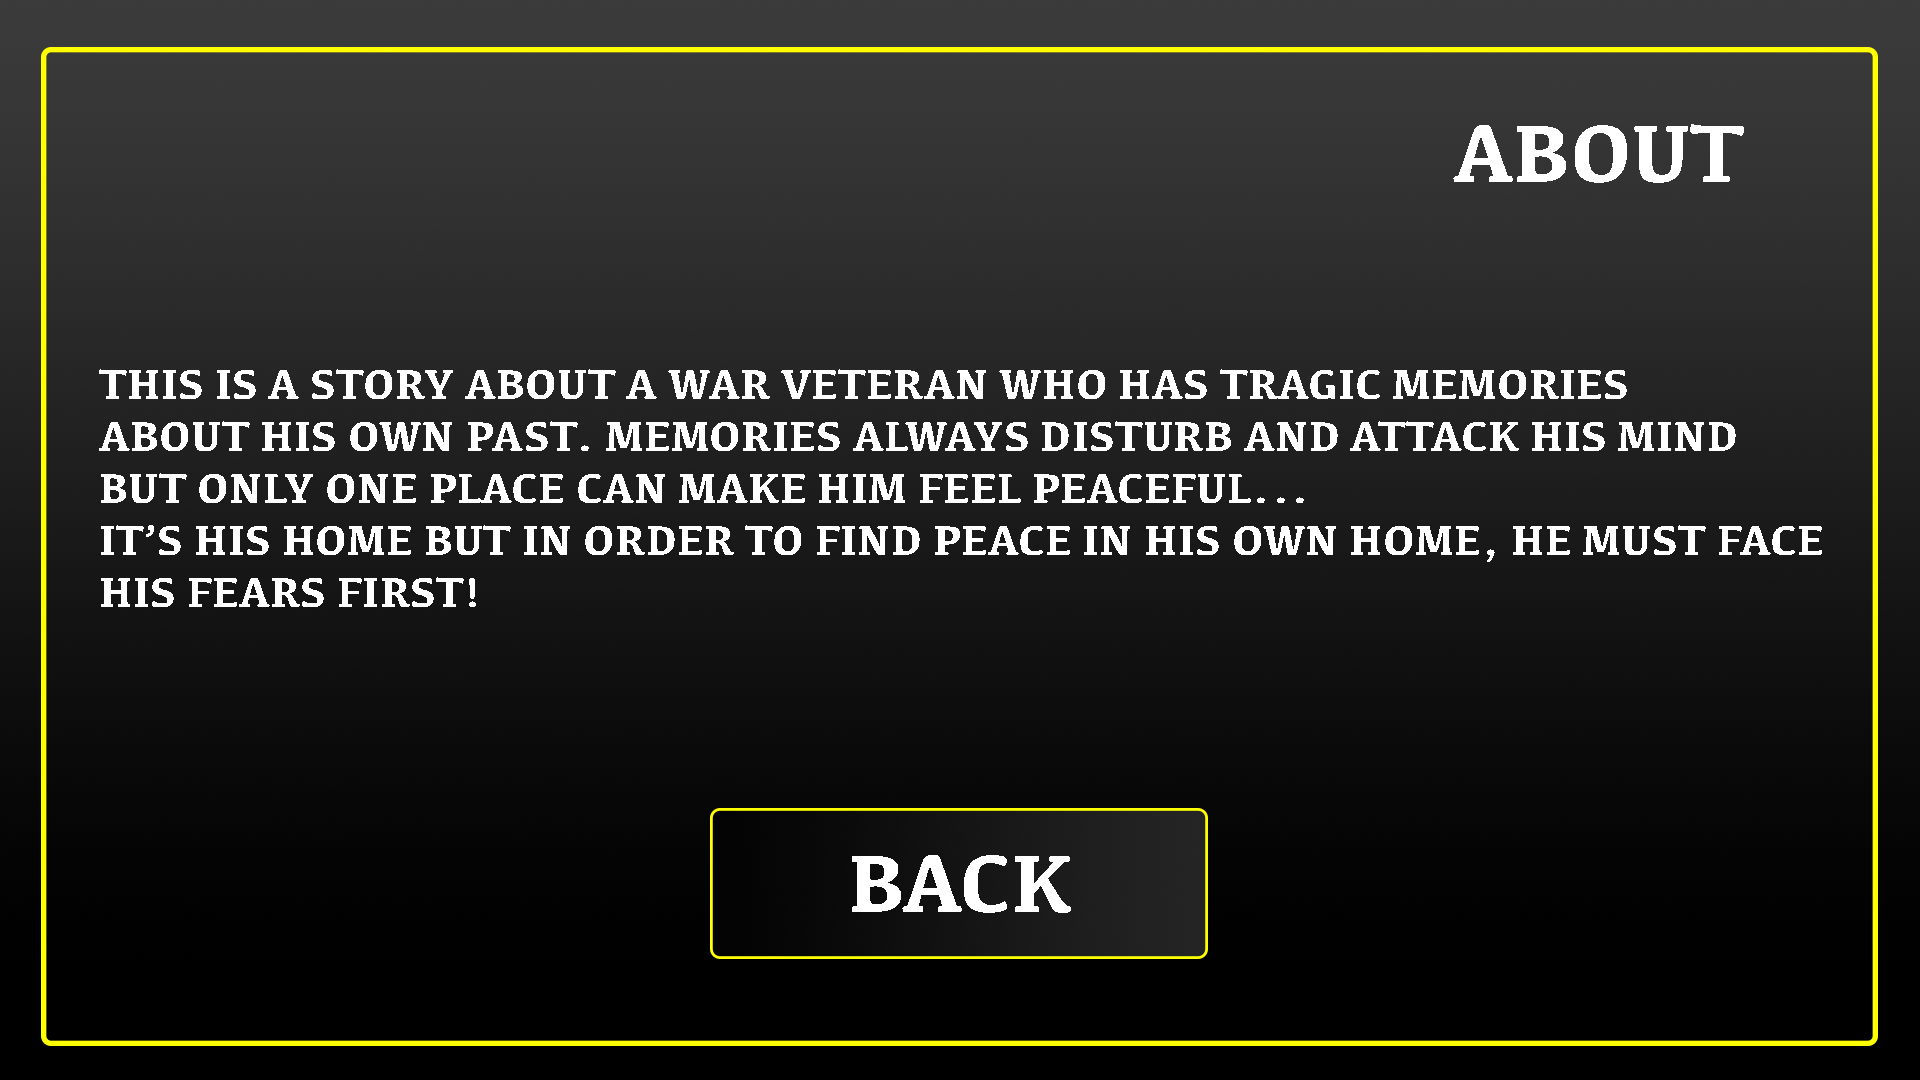 ABOUT
THIS IS A STORY ABOUT A WAR VETERAN WHO HAS TRAGIC MEMORIES
ABOUT HIS OWN PAST. MEMORIES ALWAYS DISTURB AND ATTACK HIS MIND
BUT ONLY ONE PLACE CAN MAKE HIM FEEL PEACEFUL...
IT’S HIS HOME BUT IN ORDER TO FIND PEACE IN HIS OWN HOME, HE MUST FACE
HIS FEARS FIRST!
BACK